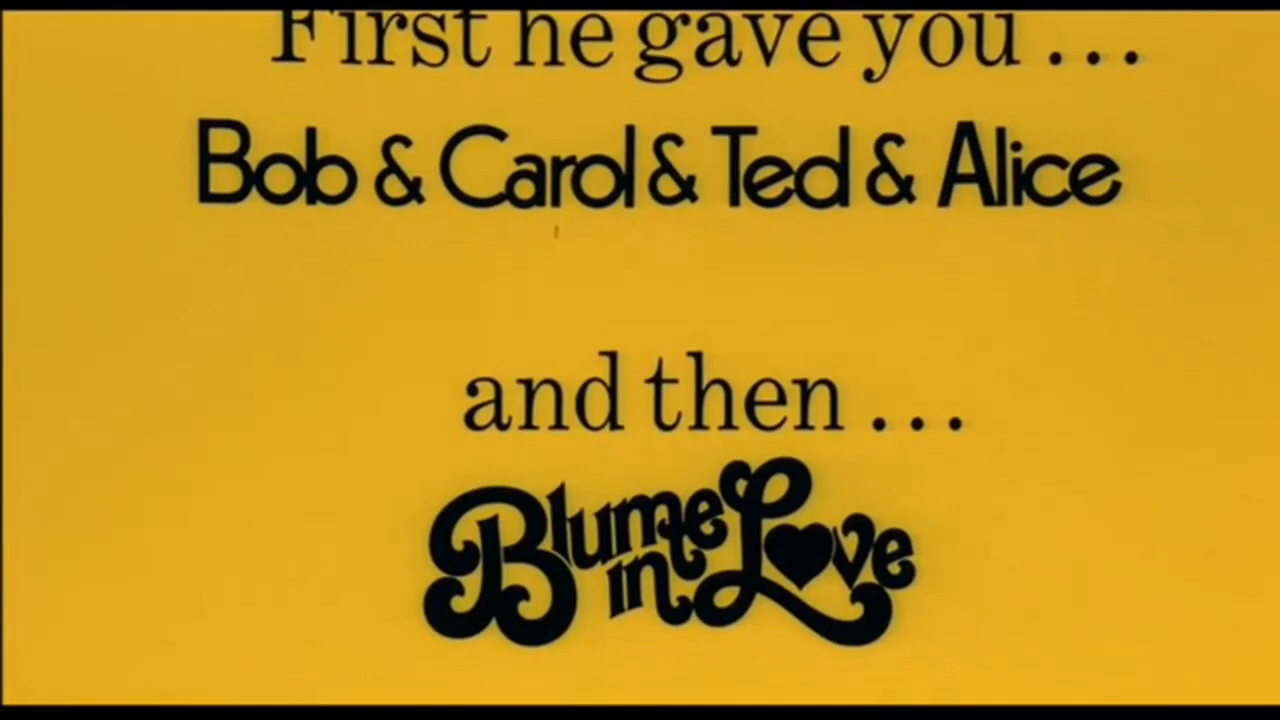 First he gave you ...
Bob & Carol & Ted & Alice
and then ...
Blume
in Love